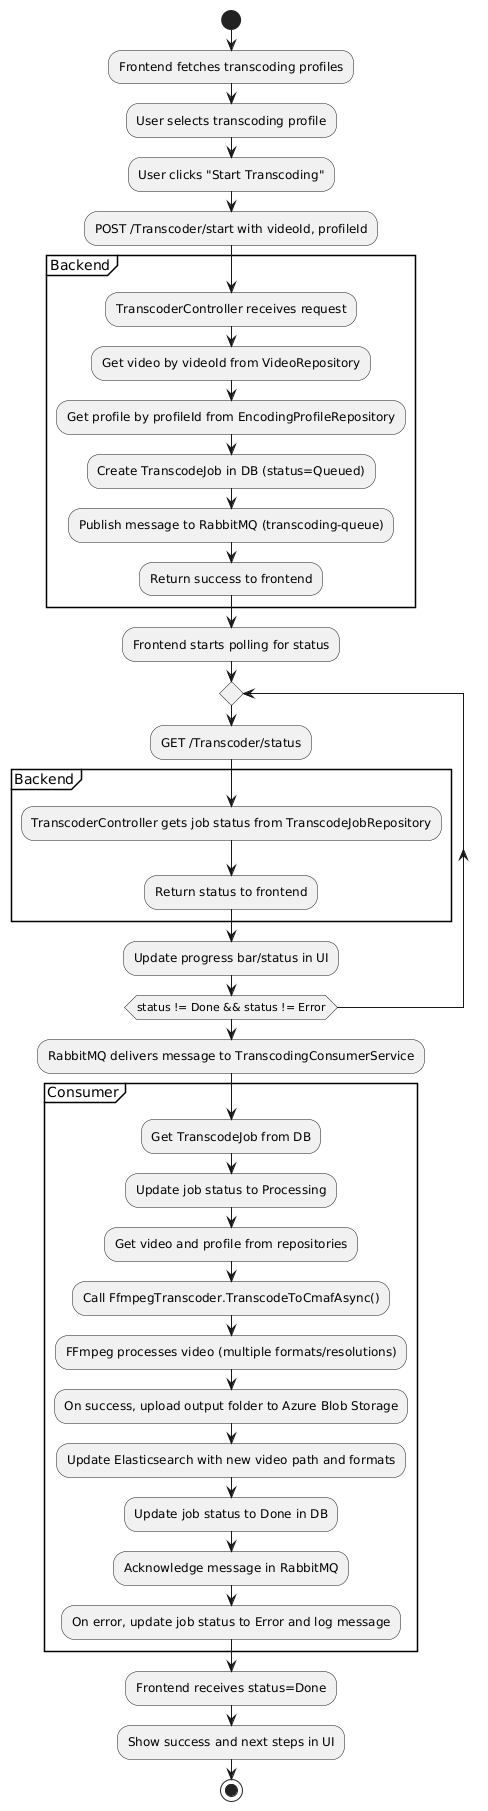 Frontend fetches transcoding profiles
User selects transcoding profile
User clicks "Start Transcoding"
POST /Transcoder/start with videoId, profileId
Backend
TranscoderController receives request
Get video by videoId from VideoRepository
Get profile by profileId from EncodingProfileRepository
Create TranscodeJob in DB (status=Queued)
Publish message to RabbitMQ (transcoding-queue)
Return success to frontend
Frontend starts polling for status
GET /Transcoder/status
Backend
TranscoderController gets job status from TranscodeJobRepository
Return status to frontend
Update progress bar/status in UI
status != Done && status != Error
RabbitMQ delivers message to TranscodingConsumerService
Consumer
Get TranscodeJob from DB
Update job status to Processing
Get video and profile from repositories
Call FfmpegTranscoder.TranscodeToCmafAsync()
FFmpeg processes video (multiple formats/resolutions)
On success, upload output folder to Azure Blob Storage
Update Elasticsearch with new video path and formats
Update job status to Done in DB
Acknowledge message in RabbitMQ
On error, update job status to Error and log message
Frontend receives status=Done
Show success and next steps in UI